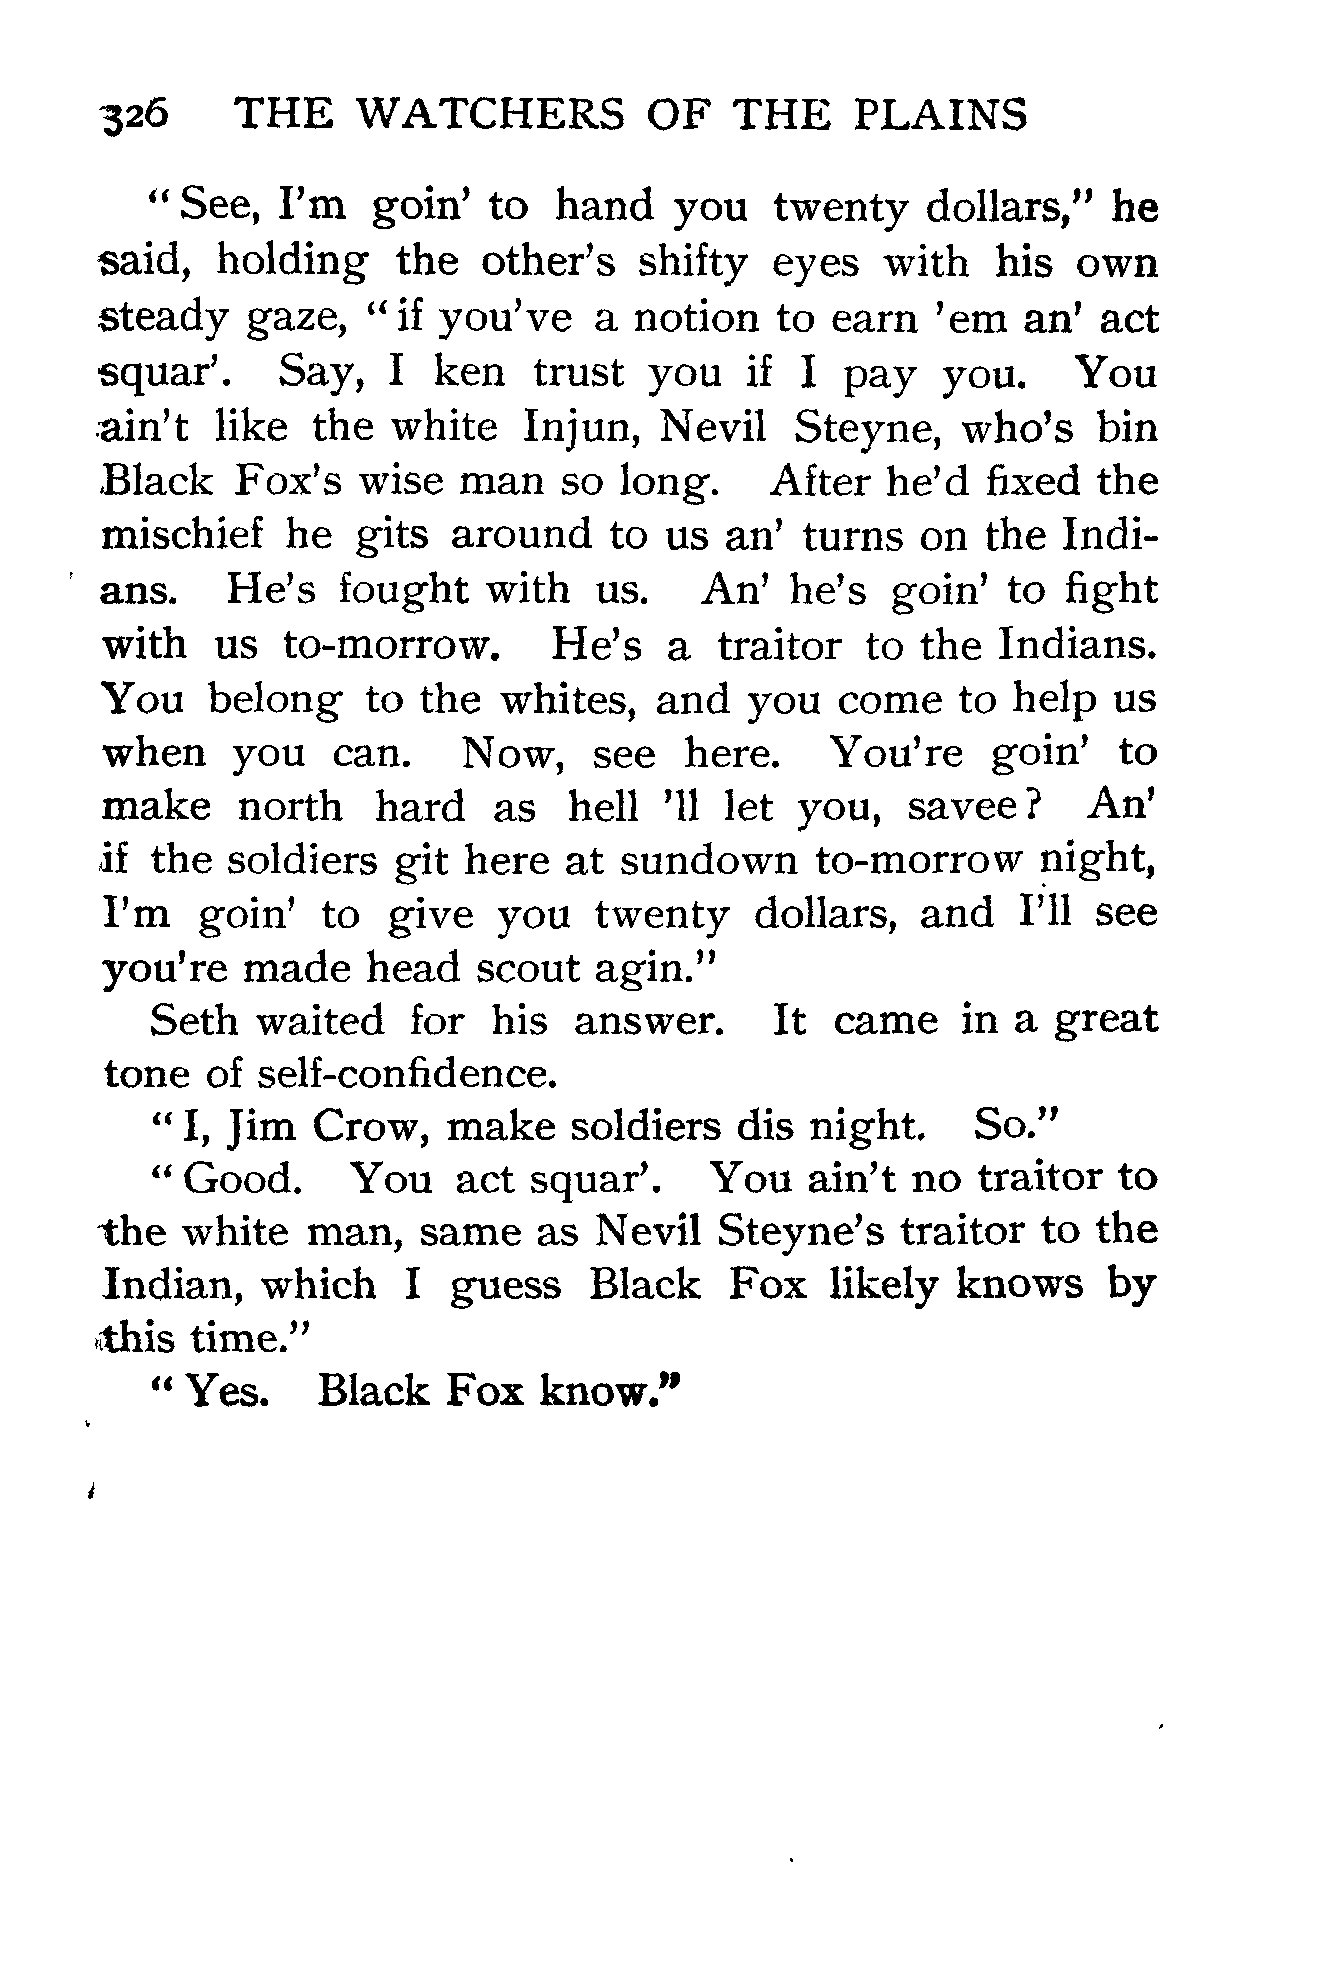 326 THE WATCHERS OF THE PLAINS
“ See, I’m goin’ to hand you twenty dollars,” he
said, holding the other’s shifty eyes with his own
steady gaze, “ if you’ve a notion to earn ’em an’ act
squar’. Say, I ken trust you if I pay you. You
ain’t like the white Injun, Nevil Steyne, who’s bin
Black Fox’s wise man so long. After he’d fixed the
mischief he gits around to us an’ turns on the Indi-
ans. He’s fought with us. An’ he’s goin’ to fight
with us to-morrow. He’s a traitor to the Indians.
You belong to the whites, and you come to help us
when you can. Now, see here. You’re goin’ to
make north hard as hell ’ll let you, savee? An’
if the soldiers git here at sundown to-morrow night,
I’m goin’ to give you twenty dollars, and I’ll see
you’re made head scout agin.”
Seth waited for his answer. It came in a great
tone of self-confidence.
“ I, Jim Crow, make soldiers dis night. So.”
“ Good. You act squar’. You ain’t no traitor to
the white man, same as Nevil Steyne’s traitor to the
Indian, which I guess Black Fox likely knows by
this time.”
“ Yes. Black Fox know.”